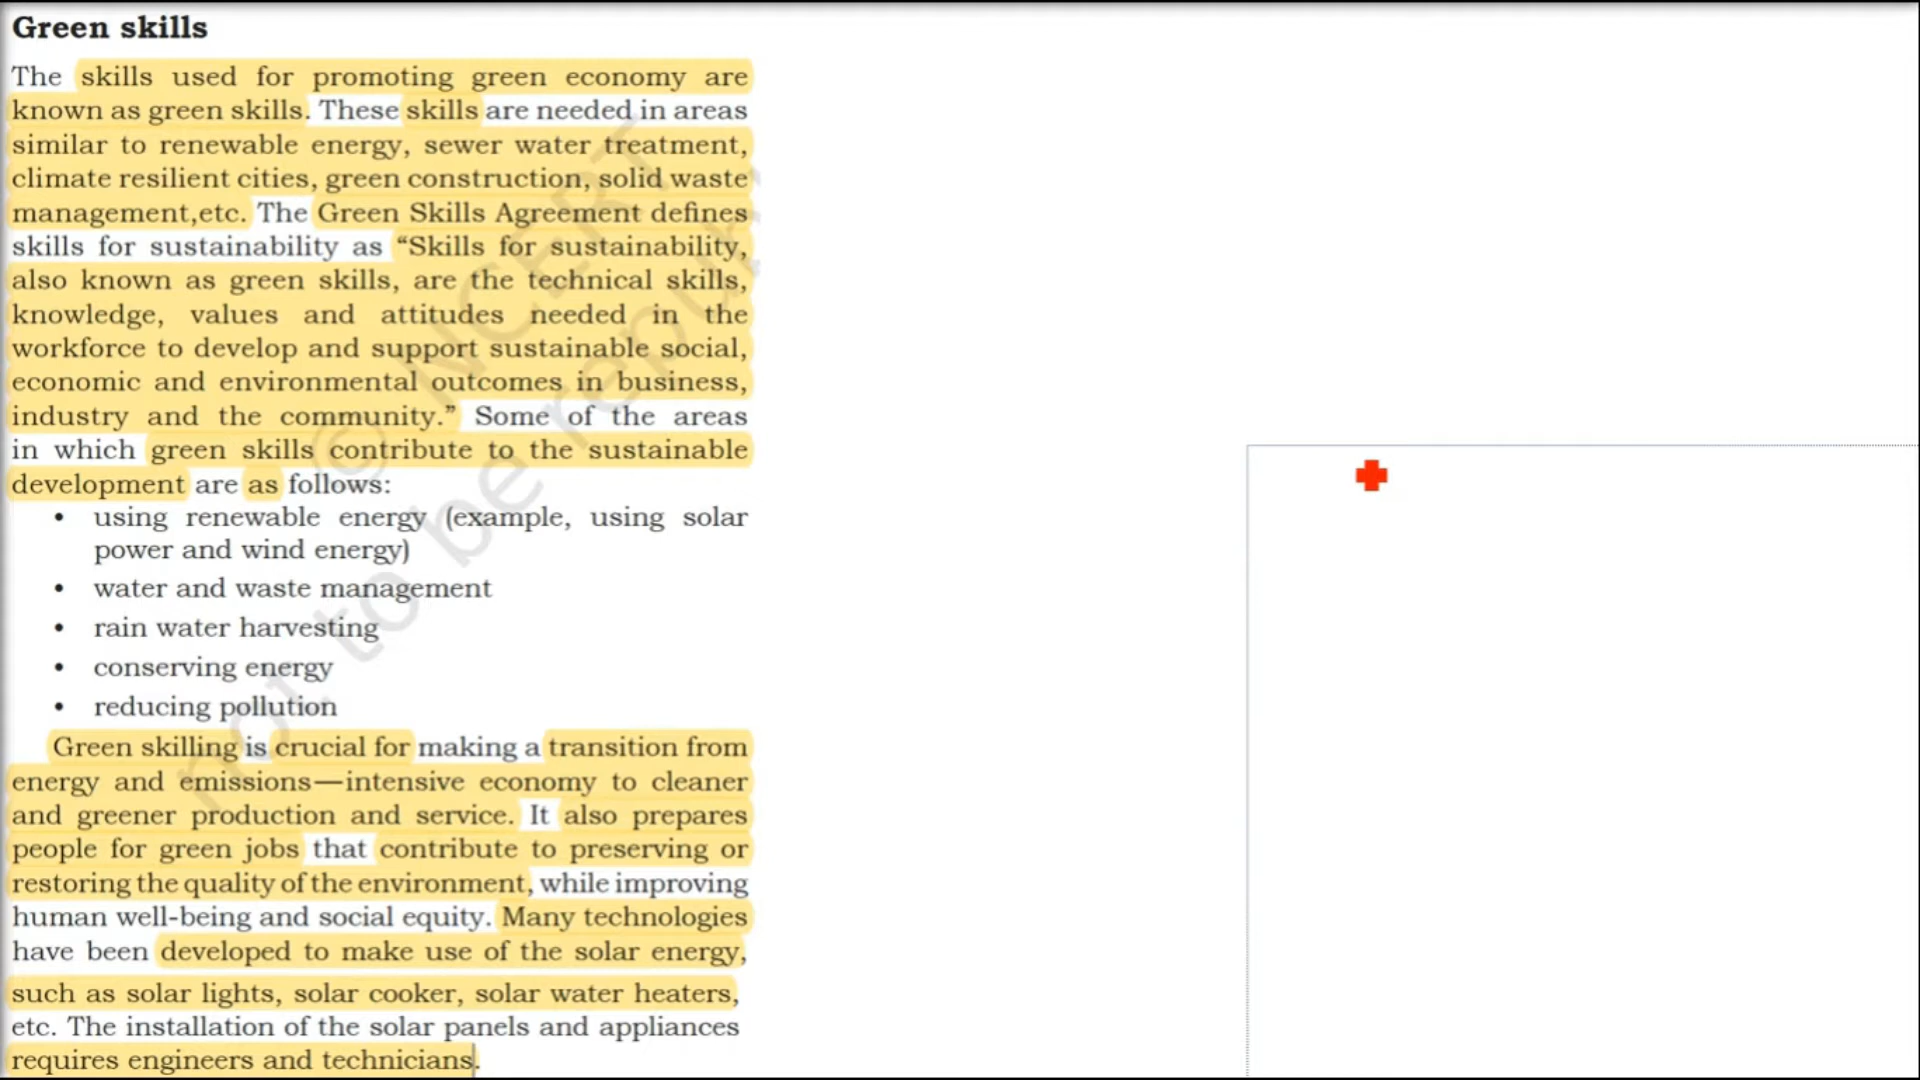 Green skills
The skills used for promoting green economy are
known as green skills. These skills are needed in areas
similar to renewable energy, sewer water treatment,
climate resilient cities, green construction, solid waste
management,etc. The Green Skills Agreement defines
skills for sustainability as “Skills for sustainability,
also known as green skills, are the technical skills,
knowledge, values and attitudes needed in the
workforce to develop and support sustainable social,
economic and environmental outcomes in business,
industry and the community.” Some of the areas
in which green skills contribute to the sustainable
development are as follows:
• using renewable energy (example, using solar
power and wind energy)
• water and waste management
• rain water harvesting
• conserving energy
• reducing pollution
Green skilling is crucial for making a transition from
energy and emissions—intensive economy to cleaner
and greener production and service. It also prepares
people for green jobs that contribute to preserving or
restoring the quality of the environment, while improving
human well-being and social equity. Many technologies
have been developed to make use of the solar energy,
such as solar lights, solar cooker, solar water heaters,
etc. The installation of the solar panels and appliances
requires engineers and technicians.
© NCERT
not to be